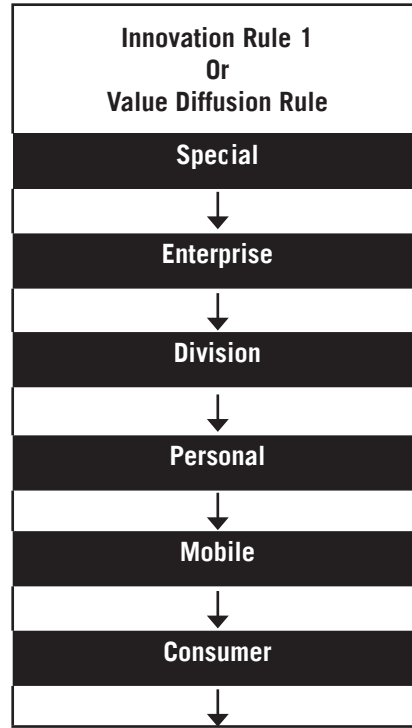 Innovation Rule 1
Or
Value Diffusion Rule
Special
Enterprise
Division
Personal
Mobile
Consumer